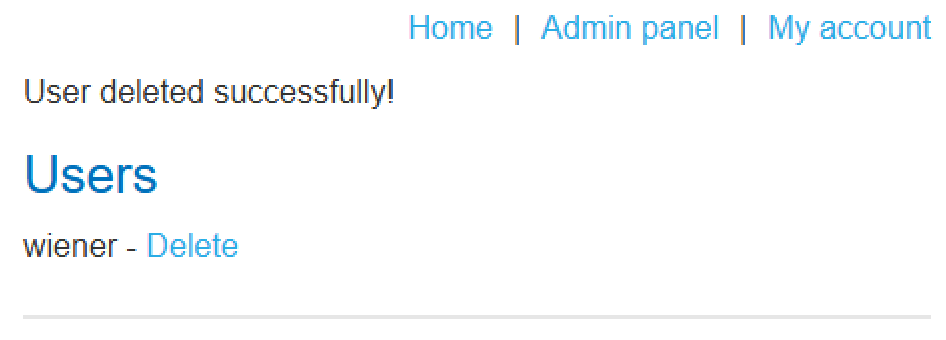 Home | Admin panel | My account
User deleted successfully!
Users
wiener - Delete